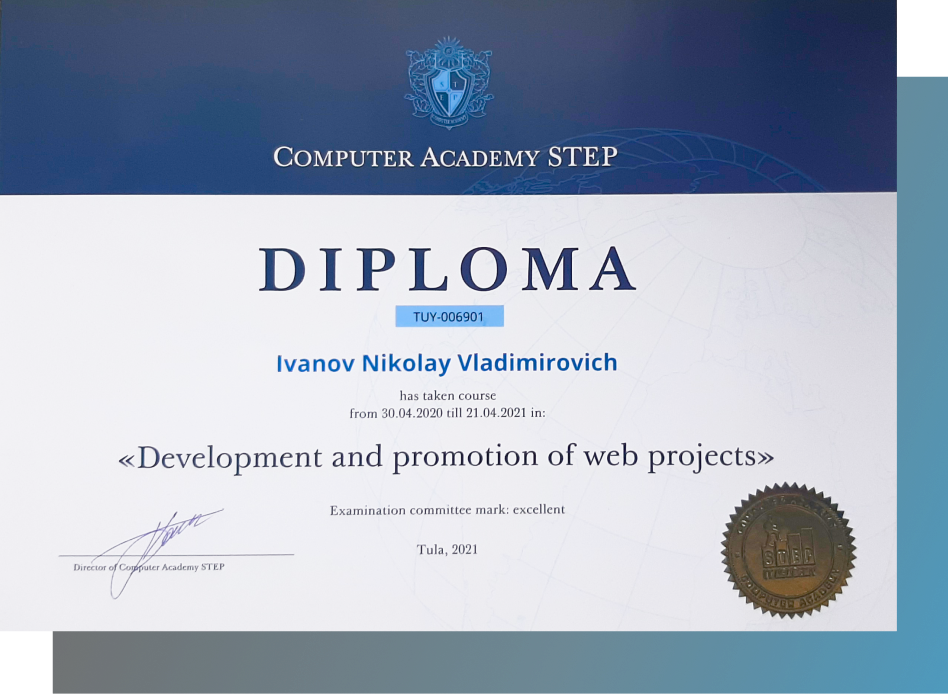 COMPUTER ACADEMY STEP
DIPLOMA
TUY-006901
Ivanov Nikolay Vladimirovich
has taken course
from 30.04.2020 till 21.04.2021 in:
«Development and promotion of web projects»
Examination committee mark: excellent
Tula, 2021
Director of Computer Academy STEP
STEP
COMPUTER ACADEMY